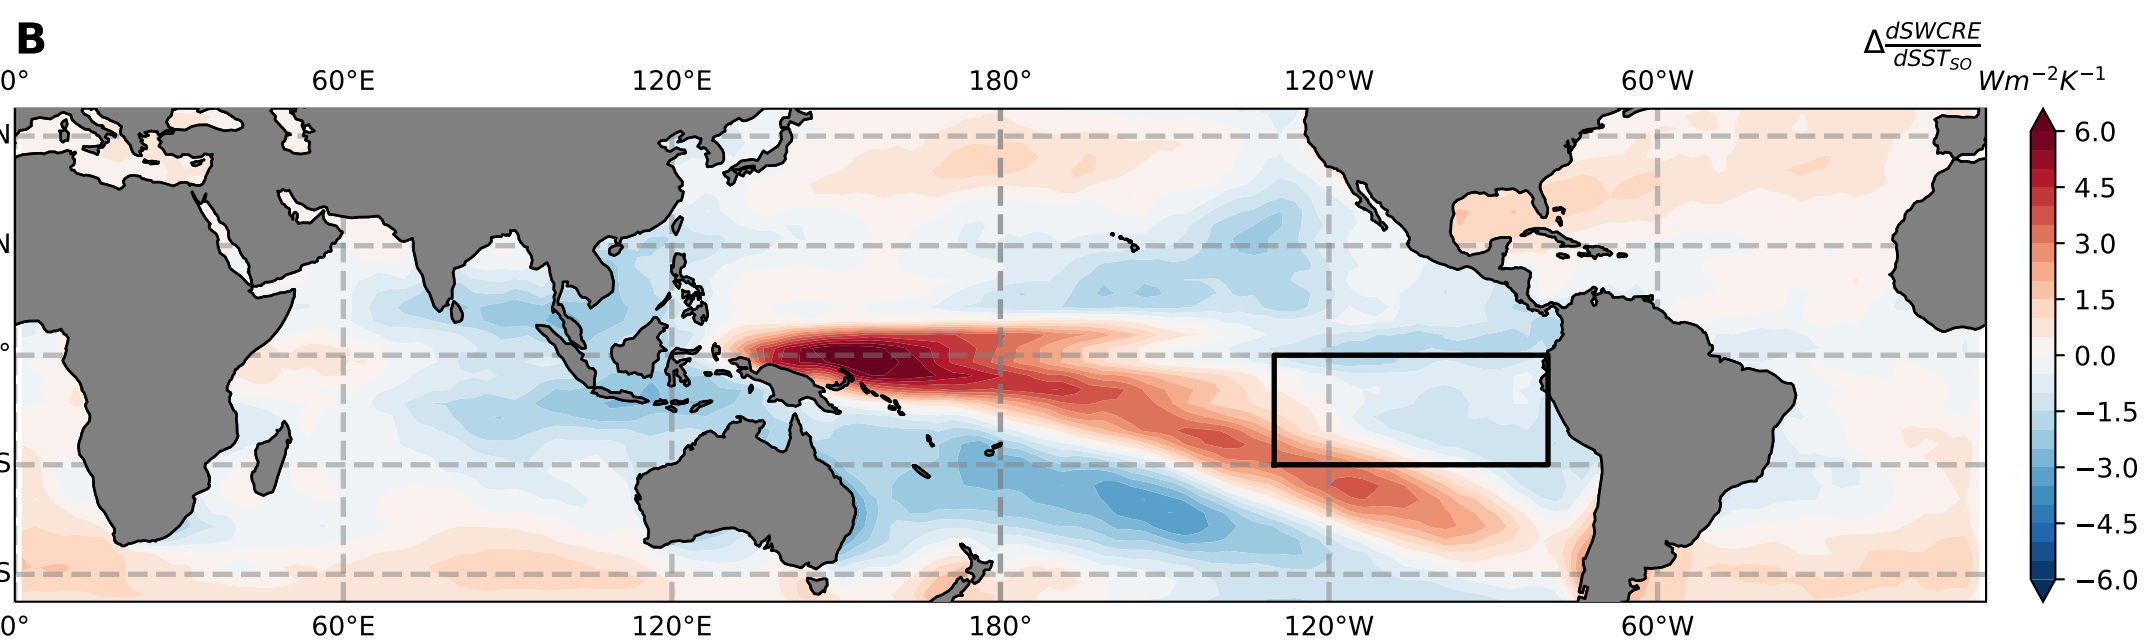 B
Δ dSWCRE/dSST_SO
Wm⁻²K⁻¹
0° 60°E 120°E 180° 120°W 60°W
N
N
°
S
S
6.0
4.5
3.0
1.5
0.0
−1.5
−3.0
−4.5
−6.0
0° 60°E 120°E 180° 120°W 60°W